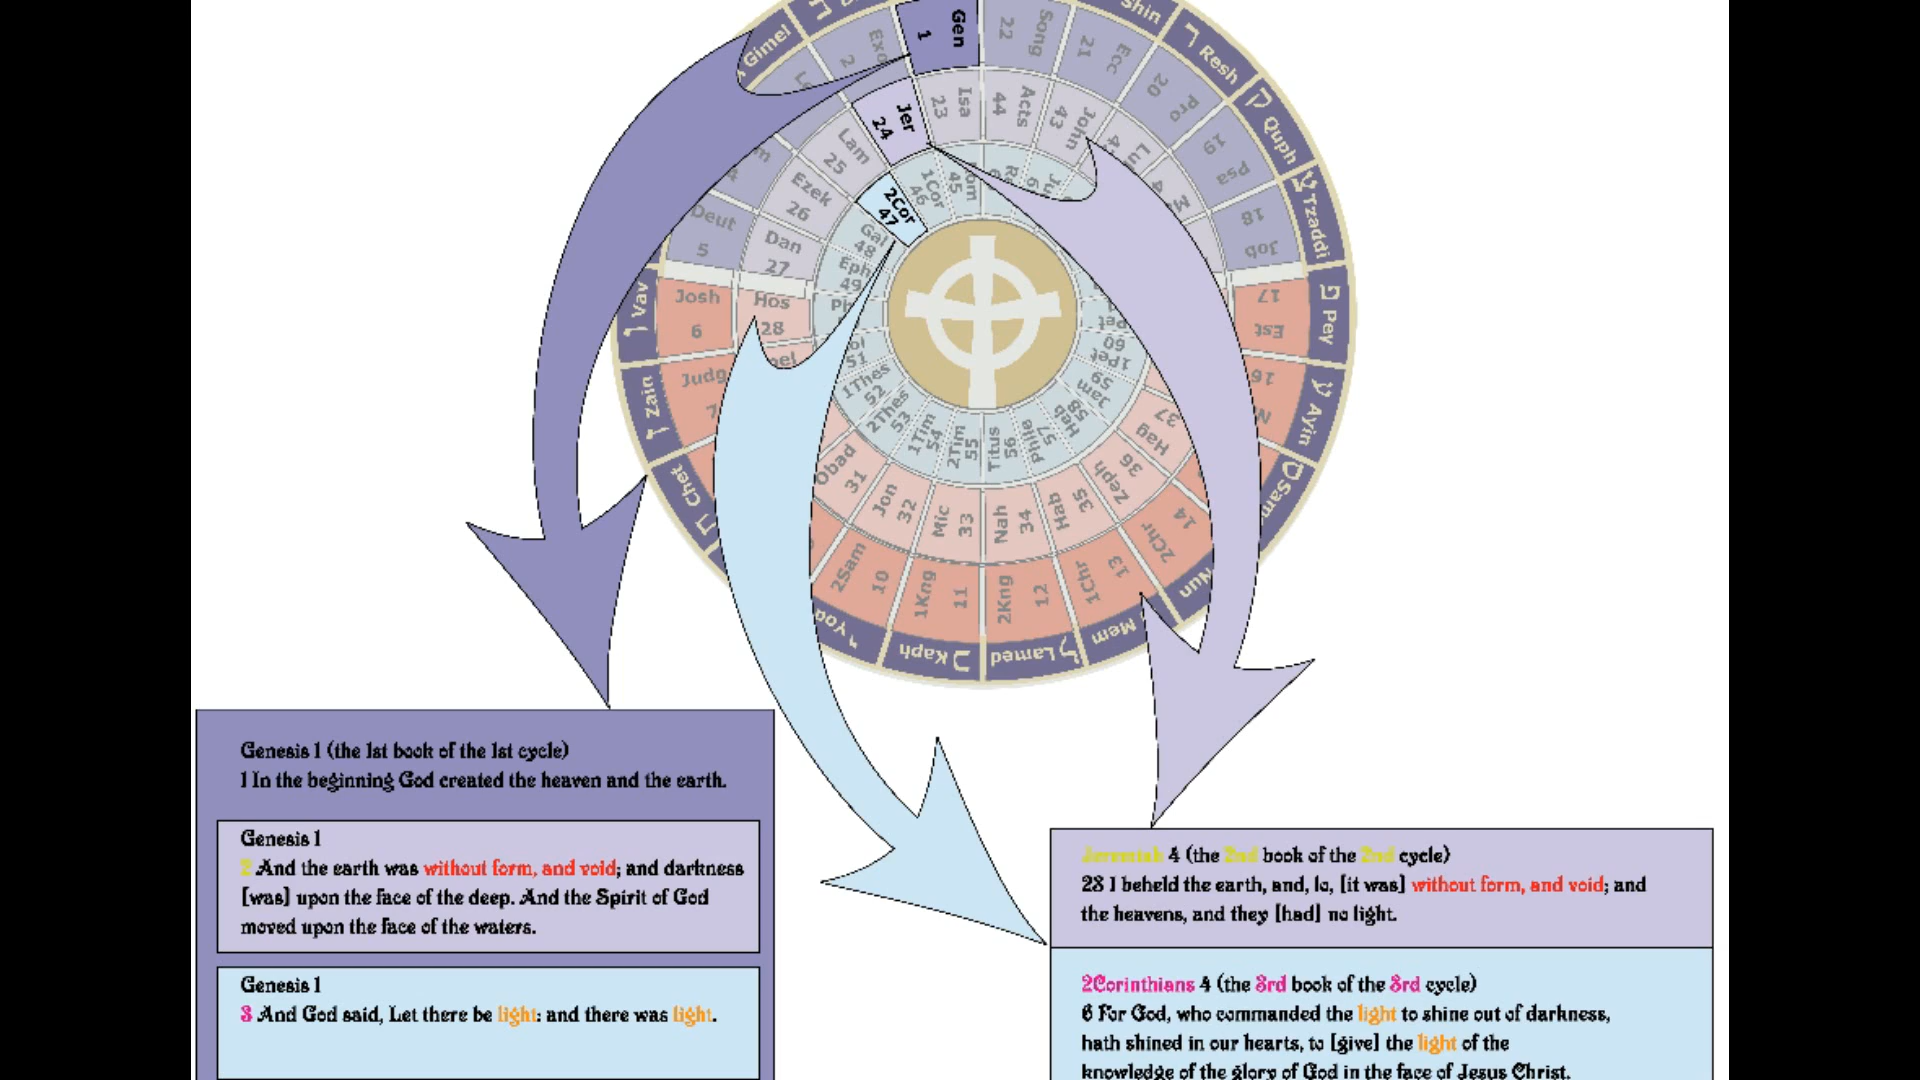 Shin
ר Resh
ק Quph
צ Tzaddi
פ Pey
ע Ayin
ס Sam
Nun
Mem
ל Lamed
כ Kaph
י Yod
ח Chet
ז Zain
ו Vav
Gimel
Gen
1
Song
22
Ecc
21
Pro
20
Psa
19
Job
18
Est
17
16
2Chr
14
1Chr
13
2Kng
12
1Kng
11
2Sam
10
Judg
7
Josh
6
Deut
5
4
2
Isa
23
Acts
44
John
43
Jer
24
Lam
25
Ezek
26
Dan
27
Hos
28
Obad
31
Jon
32
Mic
33
Nah
34
Hab
35
Zeph
36
Hag
37
45
1Cor
46
2Cor
47
Gal
48
Eph
49
51
1Thes
52
2Thes
53
1Tim
54
2Tim
55
Titus
56
Phile
57
Heb
58
Jam
59
1Pet
60
Genesis 1 (the 1st book of the 1st cycle)
1 In the beginning God created the heaven and the earth.
Genesis 1
2 And the earth was without form, and void; and darkness
[was] upon the face of the deep. And the Spirit of God
moved upon the face of the waters.
Genesis 1
3 And God said, Let there be light: and there was light.
Jeremiah 4 (the 2nd book of the 2nd cycle)
23 I beheld the earth, and, lo, [it was] without form, and void; and
the heavens, and they [had] no light.
2Corinthians 4 (the 3rd book of the 3rd cycle)
6 For God, who commanded the light to shine out of darkness,
hath shined in our hearts, to [give] the light of the
knowledge of the glory of God in the face of Jesus Christ.